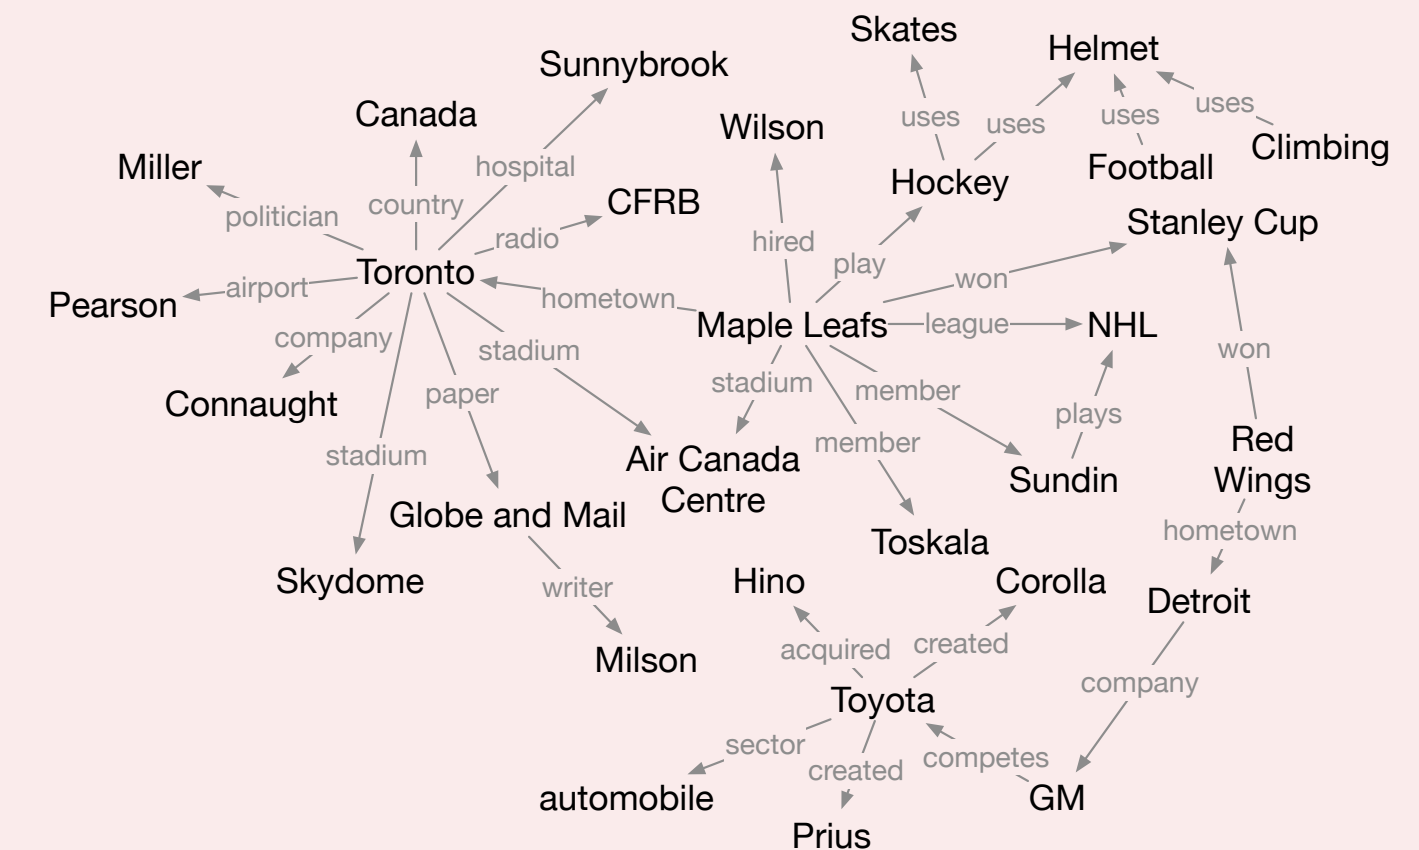 Skates
Helmet
Sunnybrook
uses
Canada
uses
uses
uses
Wilson
Climbing
Miller
hospital
Football
Hockey
country
CFRB
politician
Stanley Cup
radio
hired
play
Toronto
won
airport
hometown
Pearson
Maple Leafs
league
NHL
company
stadium
won
stadium
member
paper
Connaught
plays
member
Red
Wings
stadium
Air Canada
Centre
Sundin
Globe and Mail
hometown
Toskala
Skydome
Hino
Corolla
writer
Detroit
acquired
created
Milson
company
Toyota
sector
competes
created
automobile
GM
Prius